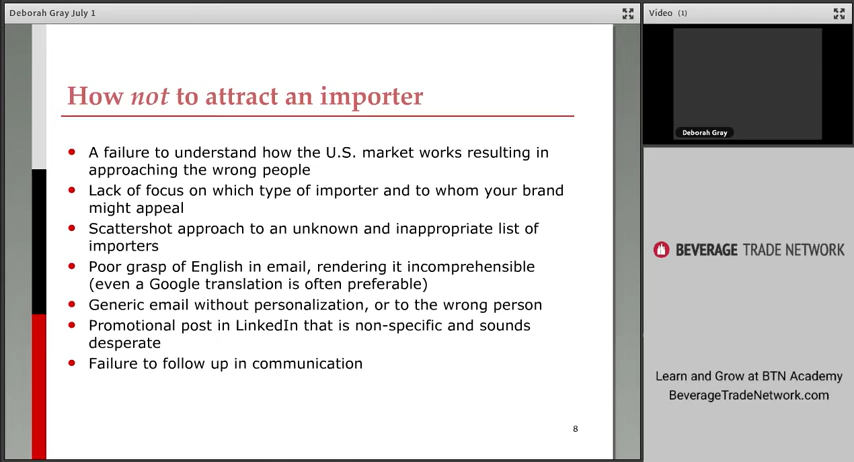 Deborah Gray July 1
Video (1)
How not to attract an importer
A failure to understand how the U.S. market works resulting in
approaching the wrong people
Lack of focus on which type of importer and to whom your brand
might appeal
Scattershot approach to an unknown and inappropriate list of
importers
Poor grasp of English in email, rendering it incomprehensible
(even a Google translation is often preferable)
Generic email without personalization, or to the wrong person
Promotional post in LinkedIn that is non-specific and sounds
desperate
Failure to follow up in communication
8
Deborah Gray
BEVERAGE TRADE NETWORK
Learn and Grow at BTN Academy
BeverageTradeNetwork.com